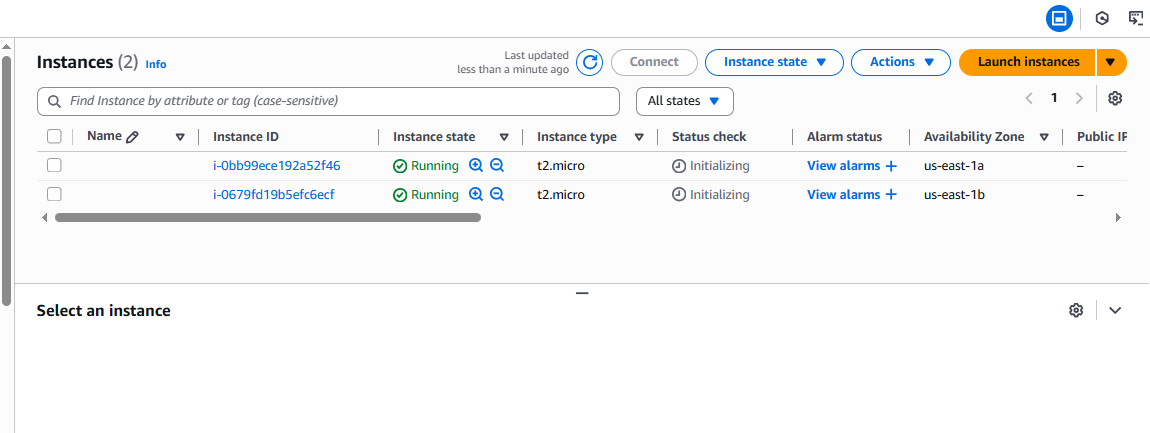 Instances (2) Info
Last updated
less than a minute ago
Connect
Instance state
Actions
Launch instances
Find Instance by attribute or tag (case-sensitive)
All states
1
Name Instance ID Instance state Instance type Status check Alarm status Availability Zone Public IP
i-0bb99ece192a52f46 Running t2.micro Initializing View alarms + us-east-1a –
i-0679fd19b5efc6ecf Running t2.micro Initializing View alarms + us-east-1b –
Select an instance